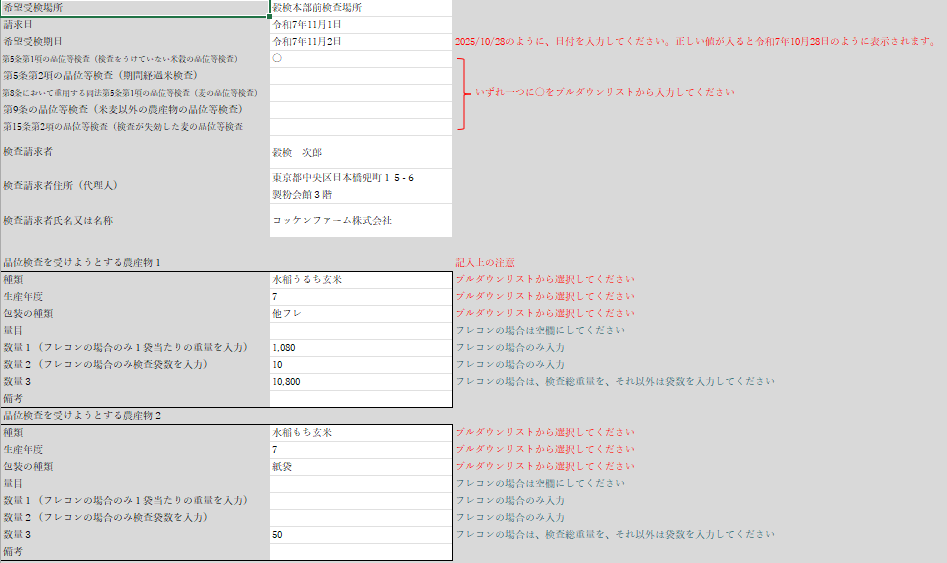 希望受検場所 穀検本部前検査場所
請求日 令和7年11月1日
希望受検期日 令和7年11月2日 2025/10/28のように、日付を入力してください。正しい値が入ると令和7年10月28日のように表示されます。
第5条第1項の品位等検査（検査をうけていない米穀の品位等検査） 〇
第5条第2項の品位等検査（期間経過米検査）
第8条において重用する同法第5条第1項の品位等検査（麦の品位等検査） いずれ一つに〇をプルダウンリストから入力してください
第9条の品位等検査（米麦以外の農産物の品位等検査）
第15条第2項の品位等検査（検査が失効した麦の品位等検査
検査請求者 穀検　次郎
検査請求者住所（代理人） 東京都中央区日本橋兜町１５-６
製粉会館３階
検査請求者氏名又は名称 コッケンファーム株式会社
品位検査を受けようとする農産物１ 記入上の注意
種類 水稲うるち玄米 プルダウンリストから選択してください
生産年度 7 プルダウンリストから選択してください
包装の種類 他フレ プルダウンリストから選択してください
量目 フレコンの場合は空欄にしてください
数量１（フレコンの場合のみ１袋当たりの重量を入力） 1,080 フレコンの場合のみ入力
数量２（フレコンの場合のみ検査袋数を入力） 10 フレコンの場合のみ入力
数量３ 10,800 フレコンの場合は、検査総重量を、それ以外は袋数を入力してください
備考
品位検査を受けようとする農産物２
種類 水稲もち玄米 プルダウンリストから選択してください
生産年度 7 プルダウンリストから選択してください
包装の種類 紙袋 プルダウンリストから選択してください
量目 フレコンの場合は空欄にしてください
数量１（フレコンの場合のみ１袋当たりの重量を入力） フレコンの場合のみ入力
数量２（フレコンの場合のみ検査袋数を入力） フレコンの場合のみ入力
数量３ 50 フレコンの場合は、検査総重量を、それ以外は袋数を入力してください
備考